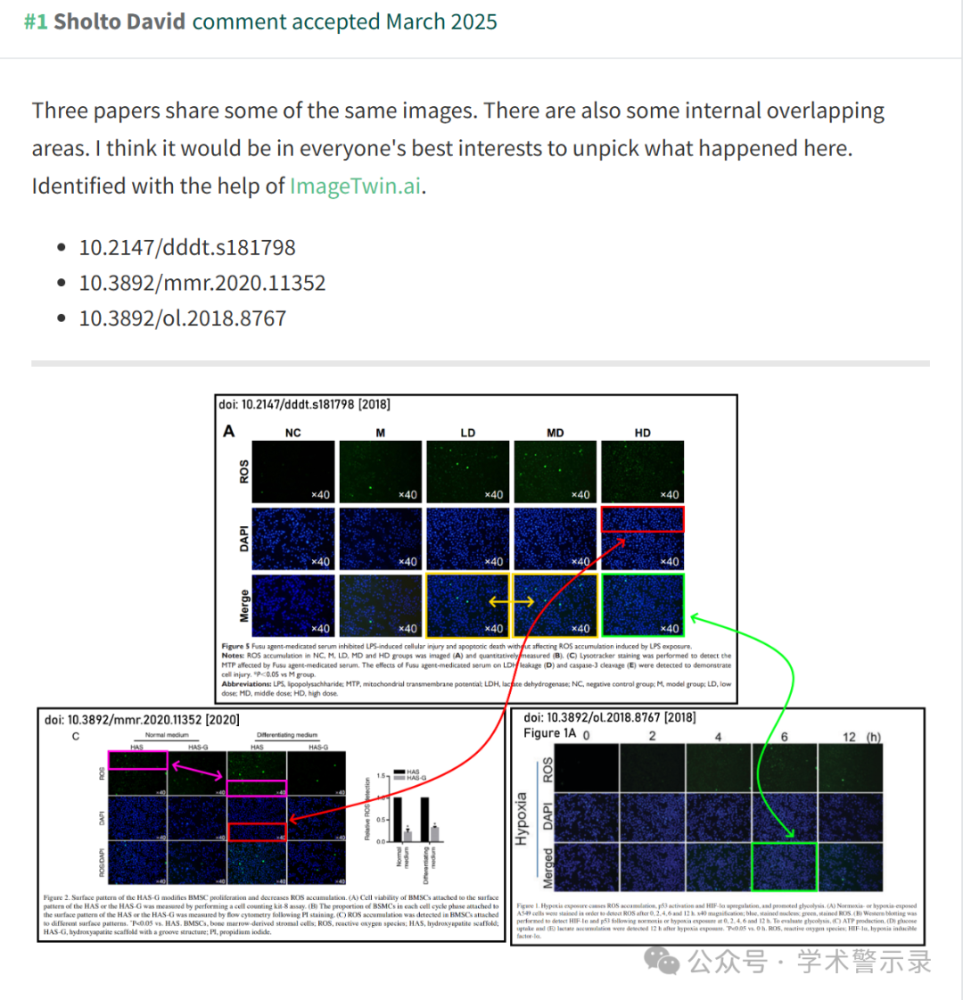 #1 Sholto David comment accepted March 2025
Three papers share some of the same images. There are also some internal overlapping
areas. I think it would be in everyone's best interests to unpick what happened here.
Identified with the help of ImageTwin.ai.
• 10.2147/dddt.s181798
• 10.3892/mmr.2020.11352
• 10.3892/ol.2018.8767
doi: 10.2147/dddt.s181798 [2018]
A
NC M LD MD HD
ROS
×40 ×40 ×40 ×40 ×40
DAPI
×40 ×40 ×40 ×40 ×40
Merge
×40 ×40 ×40 ×40 ×40
Figure 5 Fusu agent-medicated serum inhibited LPS-induced cellular injury and apoptotic death without affecting ROS accumulation induced by LPS exposure.
Notes: ROS accumulation in NC, M, LD, MD and HD groups was imaged (A) and quantitatively measured (B). (C) Lysotracker staining was performed to detect the
MTP affected by Fusu agent-medicated serum. The effects of Fusu agent-medicated serum on LDH leakage (D) and caspase-3 cleavage (E) were detected to demonstrate
cell injury. *P<0.05 vs M group.
Abbreviations: LPS, lipopolysaccharide; MTP, mitochondrial transmembrane potential; LDH, lactate dehydrogenase; NC, negative control group; M, model group; LD, low
dose; MD, middle dose; HD, high dose.
doi: 10.3892/mmr.2020.11352 [2020]
C
Normal medium Differentiating medium
HAS HAS-G HAS HAS-G
ROS
×40 ×40 ×40
DAPI
×40 ×40 ×40 ×40
ROS/DAPI
×40 ×40 ×40 ×40
HAS
HAS-G
Relative ROS detection
1.5
0.5
0.0
Normal medium
Differentiating medium
Figure 2. Surface pattern of the HAS-G modifies BMSC proliferation and decreases ROS accumulation. (A) Cell viability of BMSCs attached to the surface
pattern of the HAS or the HAS-G was measured by performing a cell counting kit-8 assay. (B) The proportion of BSMCs in each cell cycle phase attached to
the surface pattern of the HAS or the HAS-G was measured by flow cytometry following PI staining. (C) ROS accumulation was detected in BMSCs attached
to different surface patterns. *P<0.05 vs. HAS. BMSCs, bone marrow-derived stromal cells; ROS, reactive oxygen species; HAS, hydroxyapatite scaffold;
HAS-G, hydroxyapatite scaffold with a groove structure; PI, propidium iodide.
doi: 10.3892/ol.2018.8767 [2018]
Figure 1A 0 2 4 6 12 (h)
Hypoxia
ROS
DAPI
Merged
Figure 1. Hypoxia exposure causes ROS accumulation, p53 activation and HIF-1α upregulation, and promoted glycolysis. (A) Normoxia- or hypoxia-exposed
A549 cells were stained in order to detect ROS after 0, 2, 4, 6 and 12 h. x40 magnification; blue, stained nucleus; green, stained ROS. (B) Western blotting was
performed to detect HIF-1α and p53 following normoxia or hypoxia exposure at 0, 2, 4, 6 and 12 h. To evaluate glycolysis, (C) ATP production, (D) glucose
uptake and (E) lactate accumulation were detected 12 h after hypoxia exposure. *P<0.05 vs. 0 h. ROS, reactive oxygen species; HIF-1α, hypoxia inducible
factor-1α.
公众号 · 学术警示录